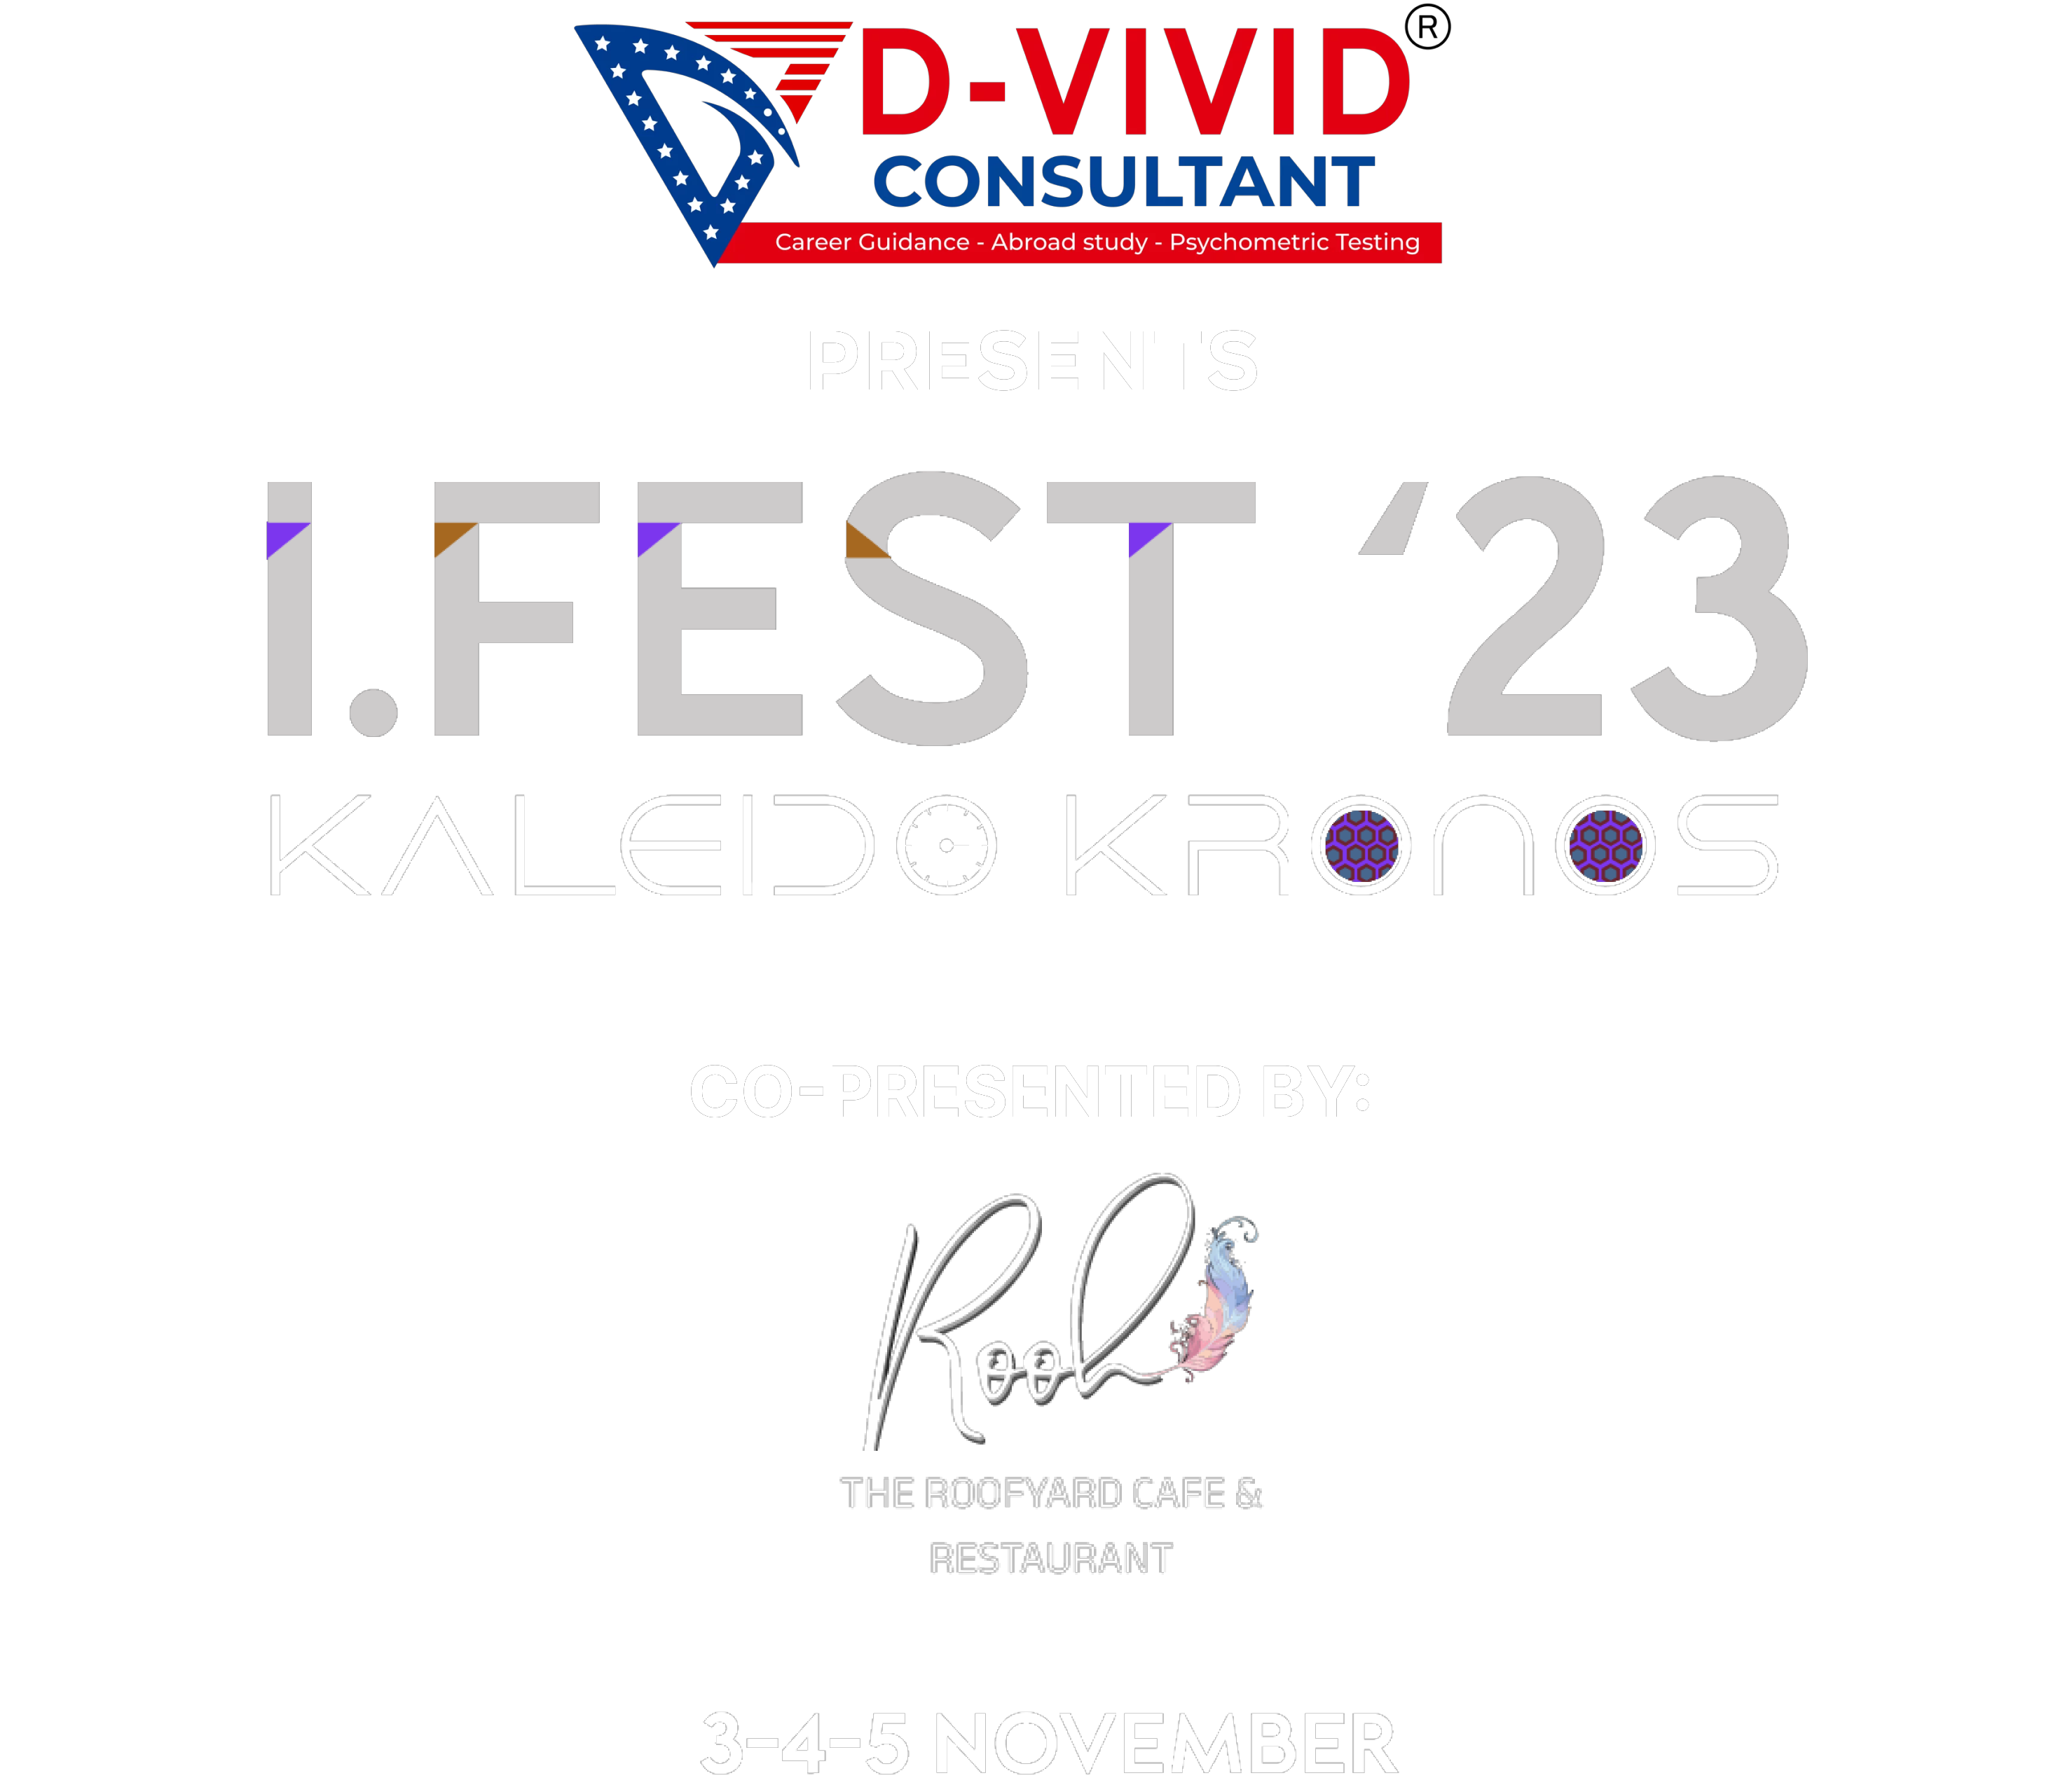 D-VIVID®
CONSULTANT
Career Guidance - Abroad study - Psychometric Testing
PRESENTS
I.FEST ‘23
KALEIDO KRONOS
CO-PRESENTED BY:
Rooh
THE ROOFYARD CAFE &
RESTAURANT
3-4-5 NOVEMBER